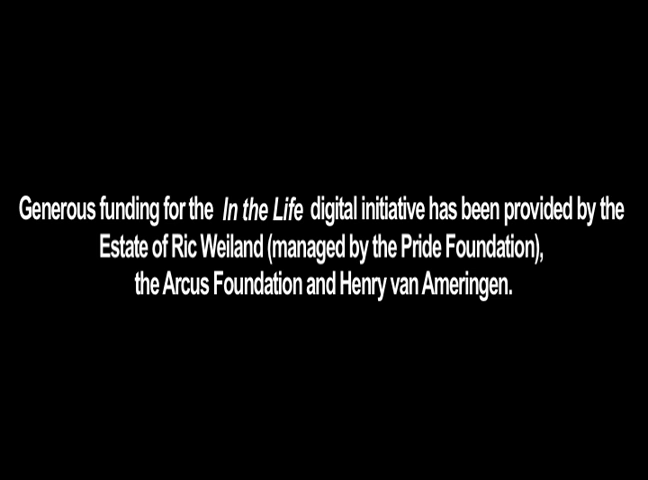 Generous funding for the In the Life digital initiative has been provided by the
Estate of Ric Weiland (managed by the Pride Foundation),
the Arcus Foundation and Henry van Ameringen.